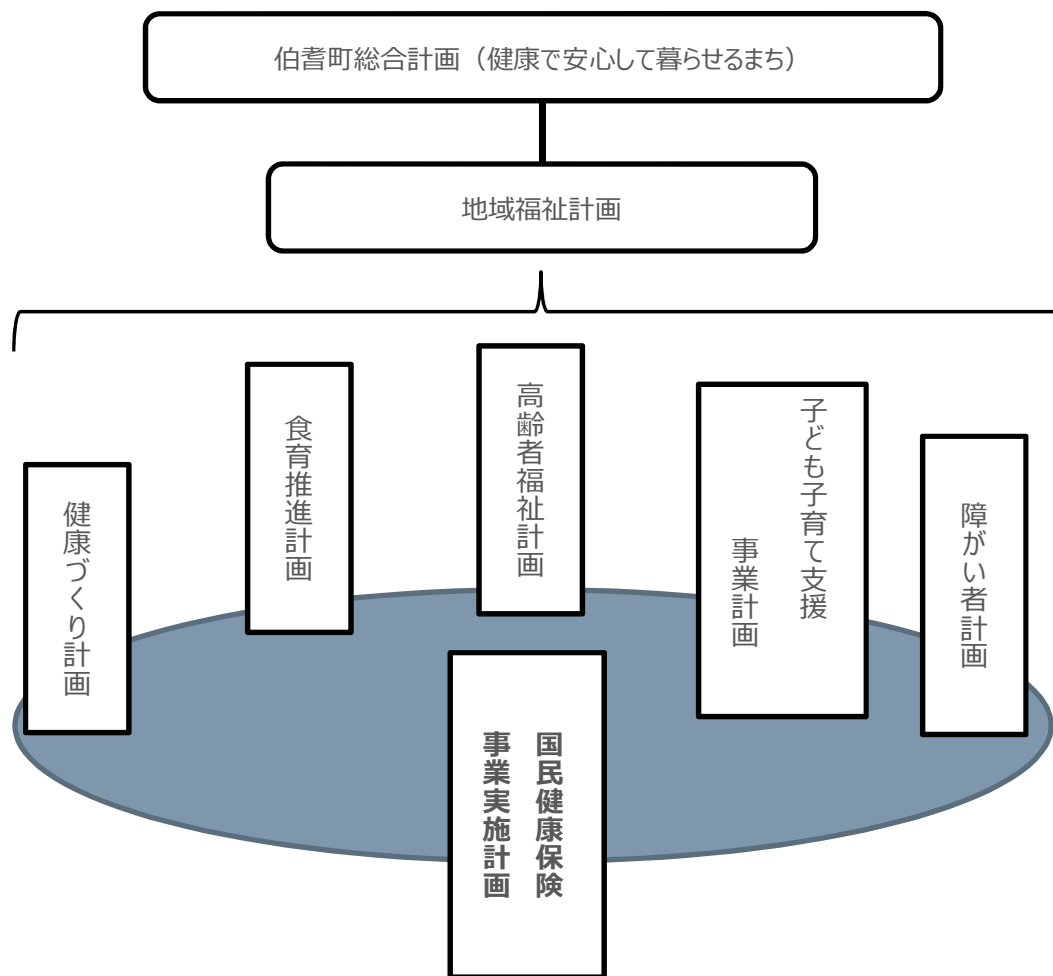 伯耆町総合計画（健康で安心して暮らせるまち）
地域福祉計画
健康づくり計画
食育推進計画
高齢者福祉計画
子ども子育て支援
事業計画
障がい者計画
国民健康保険
事業実施計画